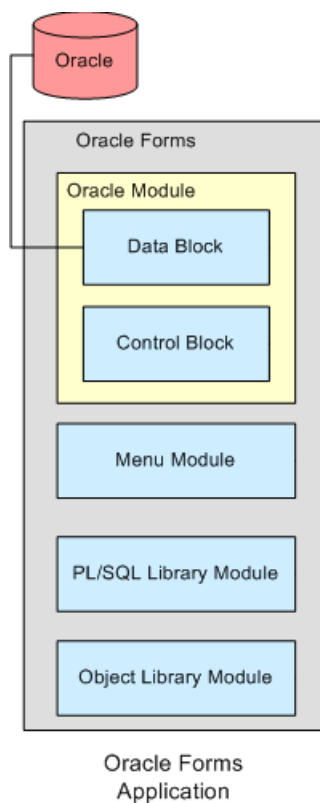 Oracle
Oracle Forms
Oracle Module
Data Block
Control Block
Menu Module
PL/SQL Library Module
Object Library Module
Oracle Forms
Application